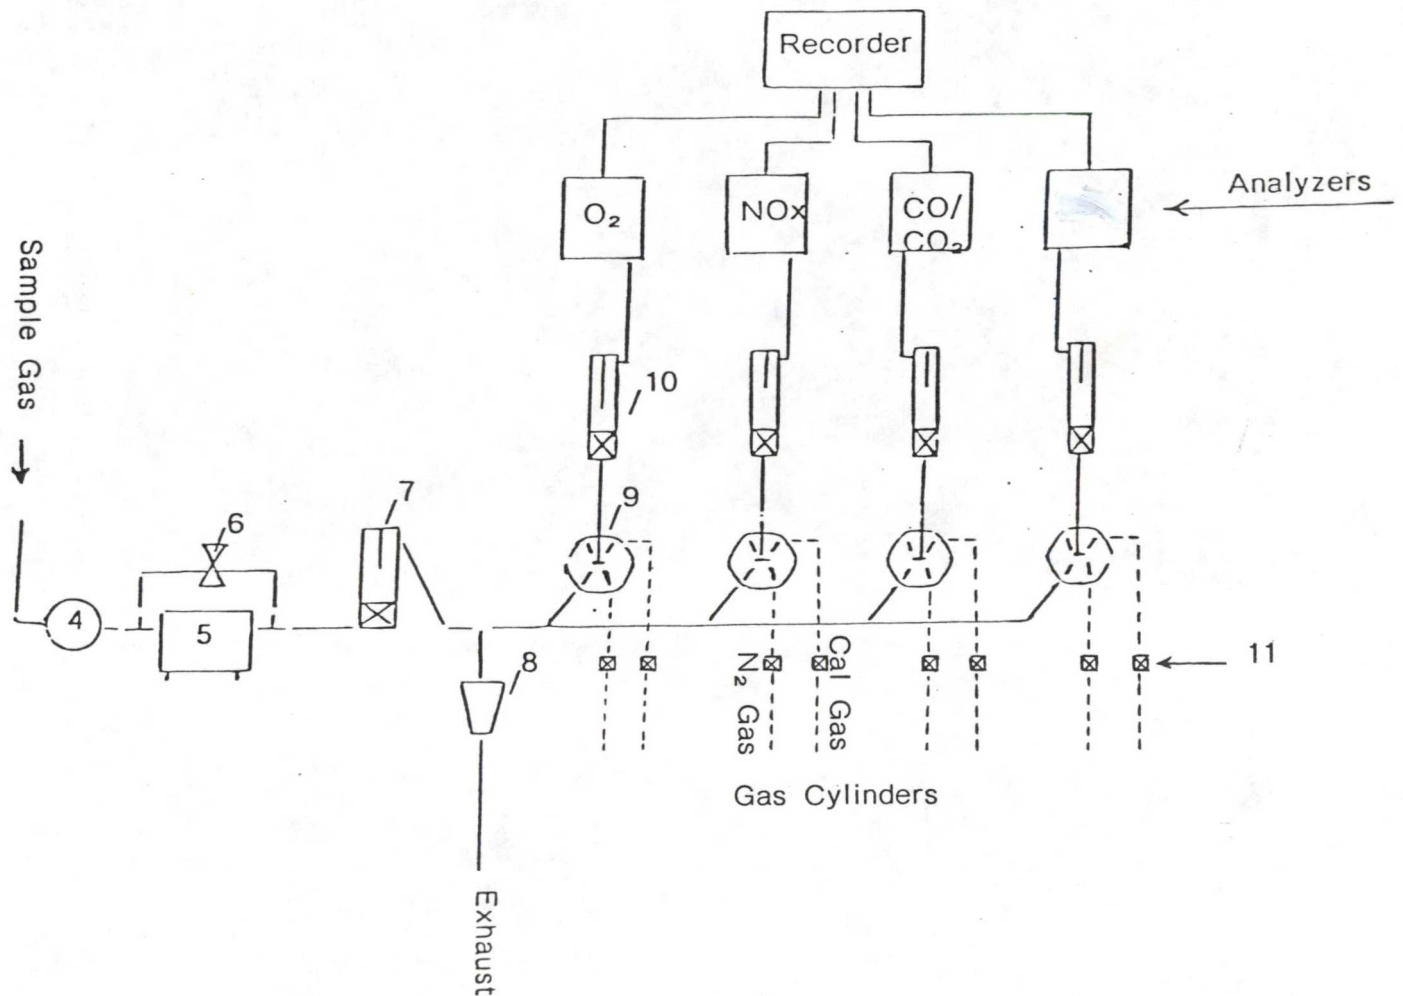 Recorder
Analyzers
O₂
NOx
CO/
CO₂
Sample Gas
10
7
9
6
4
5
8
11
N₂ Gas
Cal Gas
Gas Cylinders
Exhaust